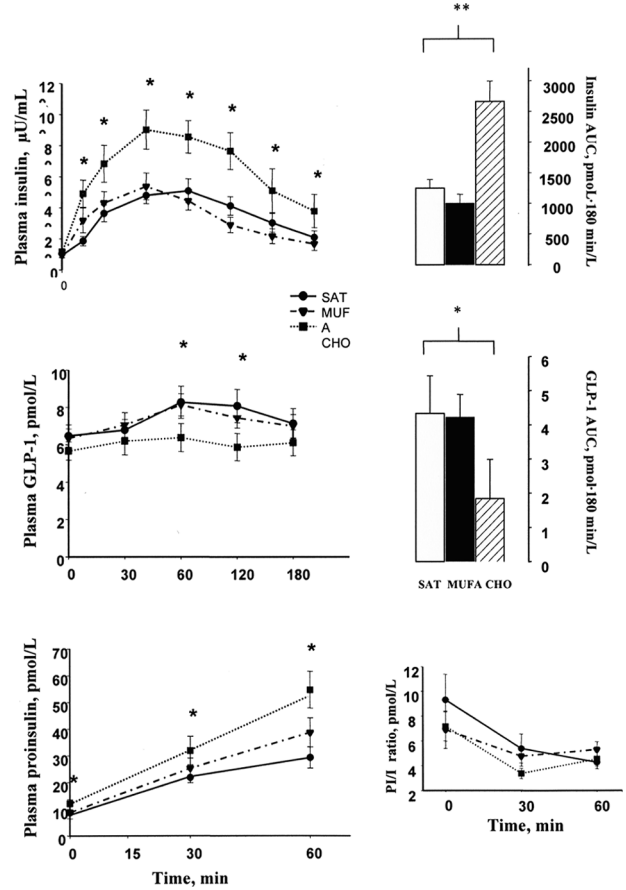 **
12
10
8
6
4
2
0
0
Plasma insulin, µU/mL
* * * * * * *
3000
2500
2000
1500
1000
500
0
Insulin AUC, pmoL·180 min/L
SAT
MUF
A
CHO
*
10
8
6
4
2
0
Plasma GLP-1, pmol/L
* *
0 30 60 120 180
6
5
4
3
2
1
0
GLP-1 AUC, pmol·180 min/L
SAT MUFA CHO
70
60
50
40
30
20
10
0
Plasma proinsulin, pmol/L
* * *
0 15 30 60
Time, min
12
10
8
6
4
2
PI/I ratio, pmol/L
0 30 60
Time, min